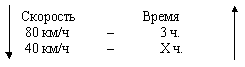 Скорость Время
80 км/ч – 3 ч.
40 км/ч – Х ч.